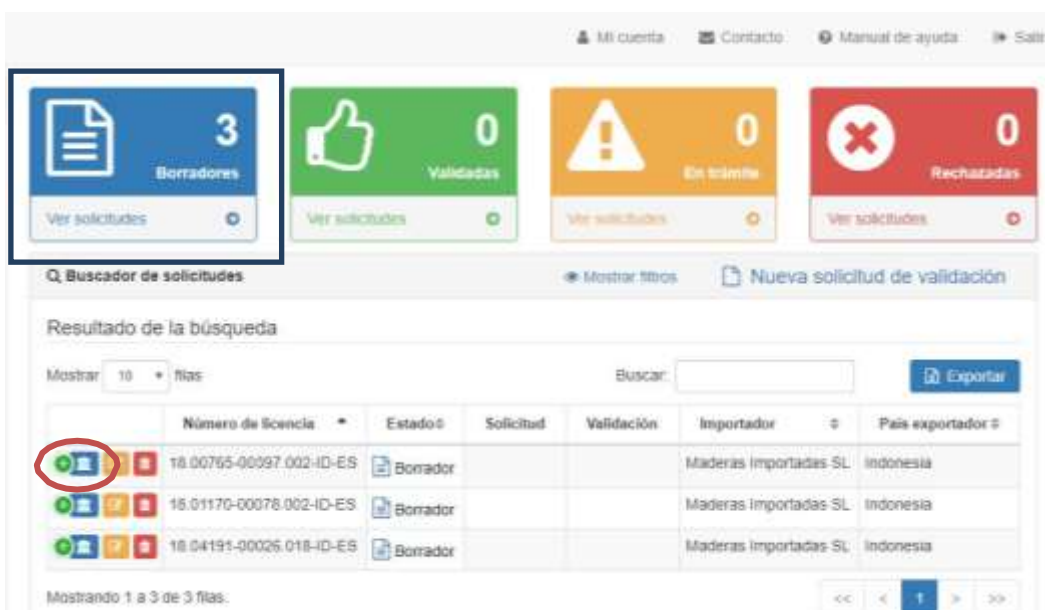 Mi cuenta Contacto Manual de ayuda Salir
3 0 0 0
Borradores Validadas En trámite Rechazadas
Ver solicitudes Ver solicitudes Ver solicitudes Ver solicitudes
Buscador de solicitudes Mostrar filtros Nueva solicitud de validación
Resultado de la búsqueda
Mostrar 10 filas Buscar: Exportar
Número de licencia Estado Solicitud Validación Importador País exportador
18.00765-00097.002-ID-ES Borrador Maderas Importadas SL Indonesia
18.01170-00078.002-ID-ES Borrador Maderas Importadas SL Indonesia
18.04191-00026.018-ID-ES Borrador Maderas Importadas SL Indonesia
Mostrando 1 a 3 de 3 filas. << < 1 > >>